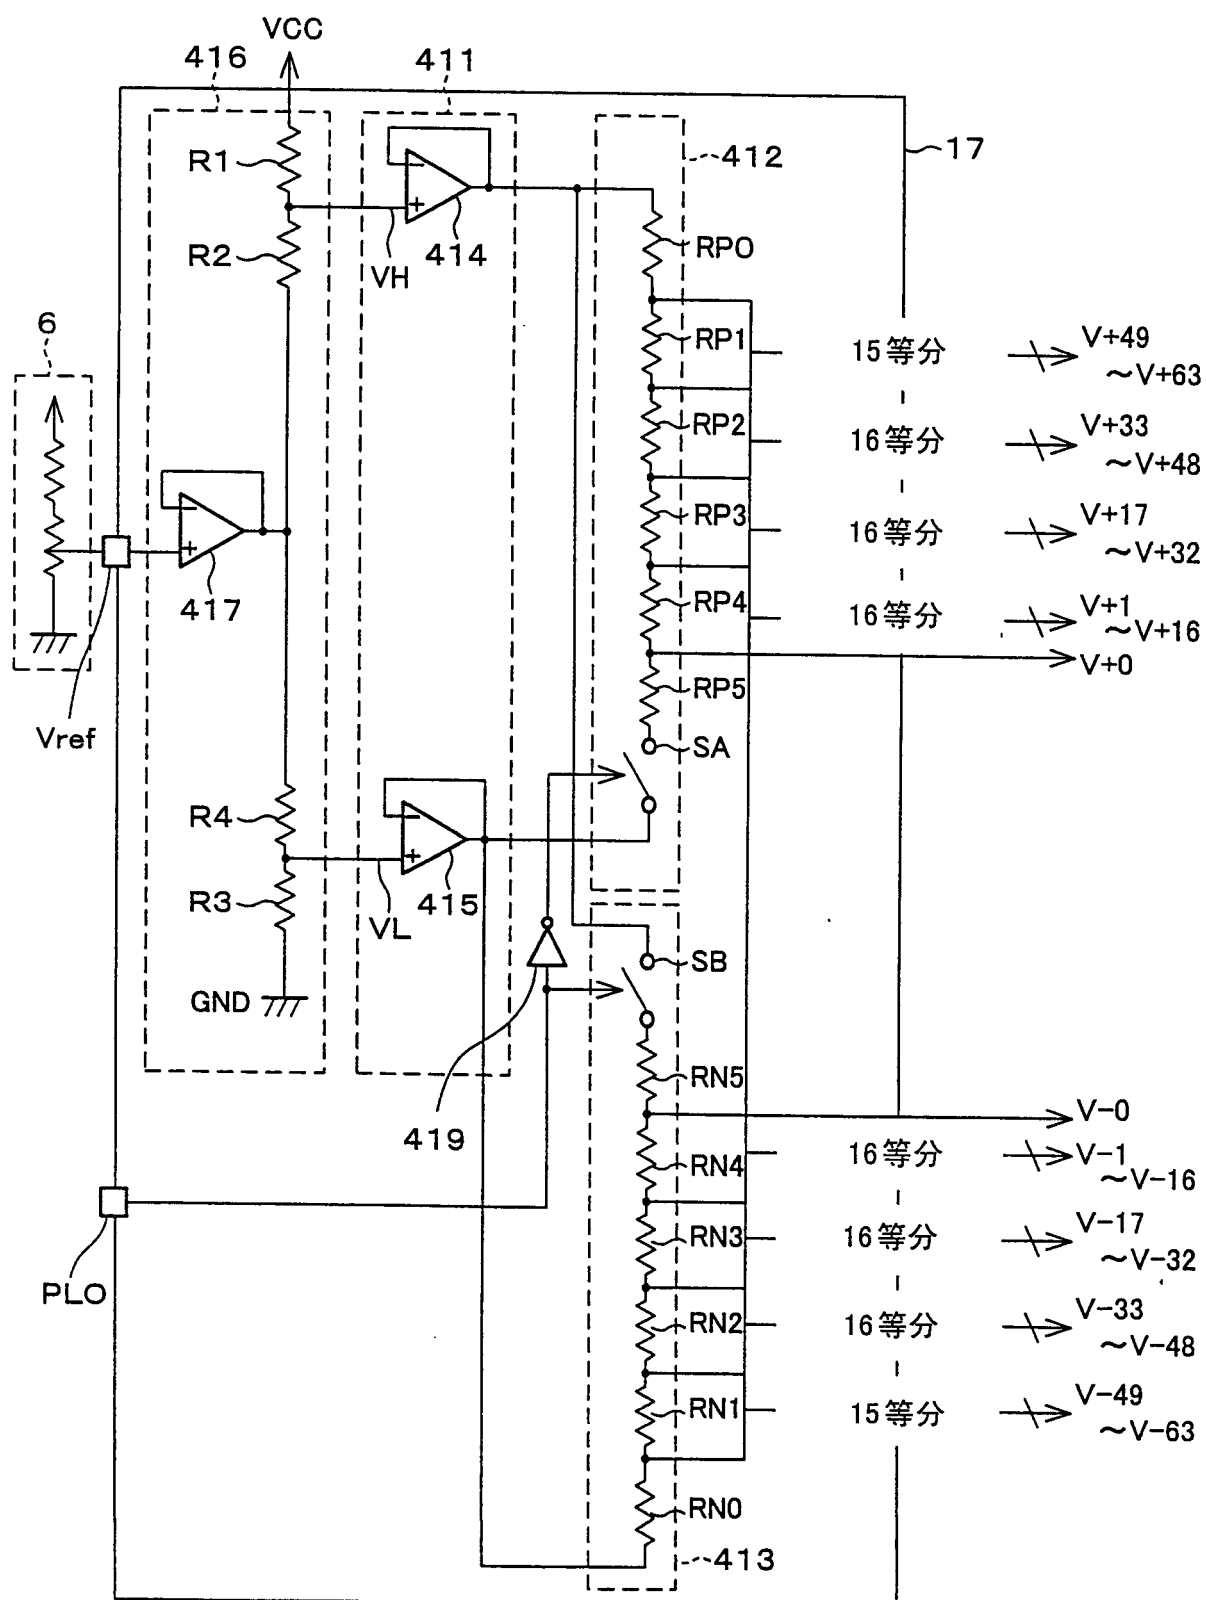 VCC
416
411
R1
412
17
R2
VH
414
RP0
6
RP1
15等分
V+49
～V+63
RP2
16等分
V+33
～V+48
RP3
16等分
V+17
～V+32
417
RP4
16等分
V+1
～V+16
V+0
RP5
Vref
SA
R4
R3
415
VL
SB
GND
RN5
419
V-0
RN4
16等分
V-1
～V-16
RN3
16等分
V-17
～V-32
PLO
RN2
16等分
V-33
～V-48
RN1
15等分
V-49
～V-63
RN0
413